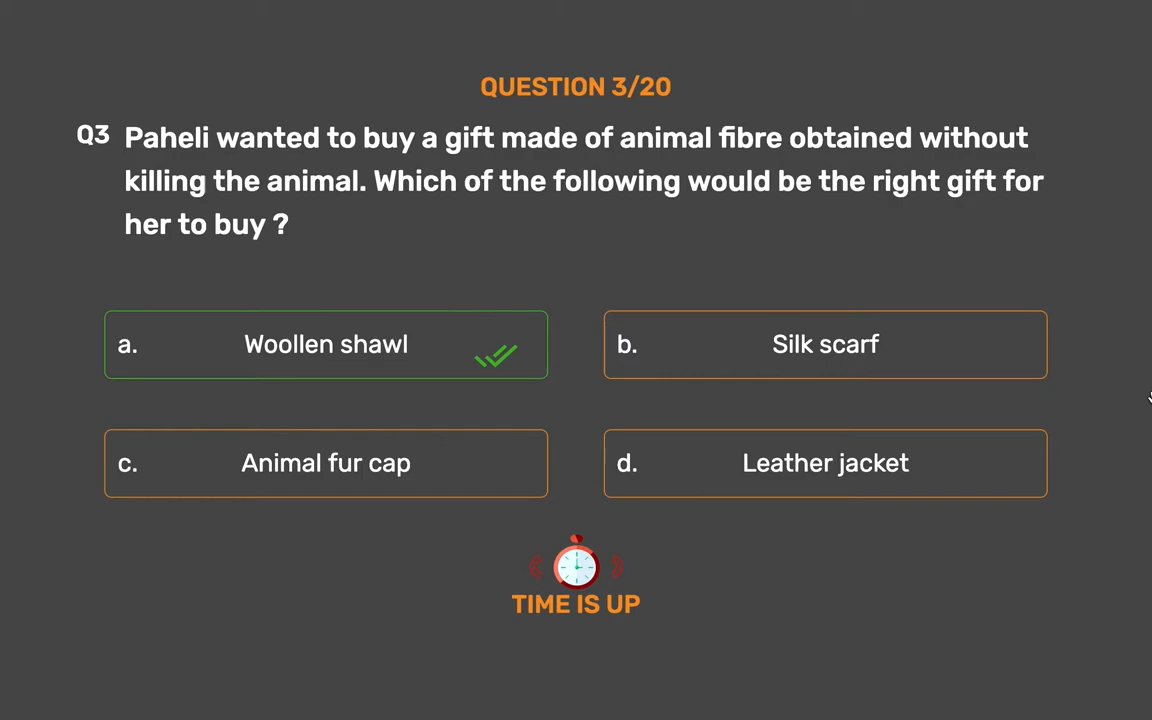 QUESTION 3/20
Q3 Paheli wanted to buy a gift made of animal fibre obtained without
killing the animal. Which of the following would be the right gift for
her to buy ?
a. Woollen shawl
b. Silk scarf
c. Animal fur cap
d. Leather jacket
TIME IS UP